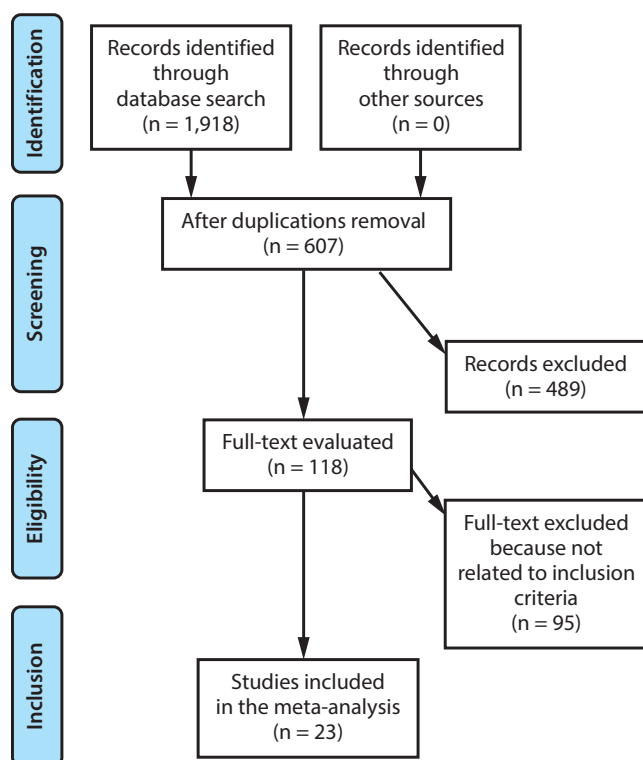 Identification
Records identified
through
database search
(n = 1,918)
Records identified
through
other sources
(n = 0)
Screening
After duplications removal
(n = 607)
Records excluded
(n = 489)
Eligibility
Full-text evaluated
(n = 118)
Full-text excluded
because not
related to inclusion
criteria
(n = 95)
Inclusion
Studies included
in the meta-analysis
(n = 23)